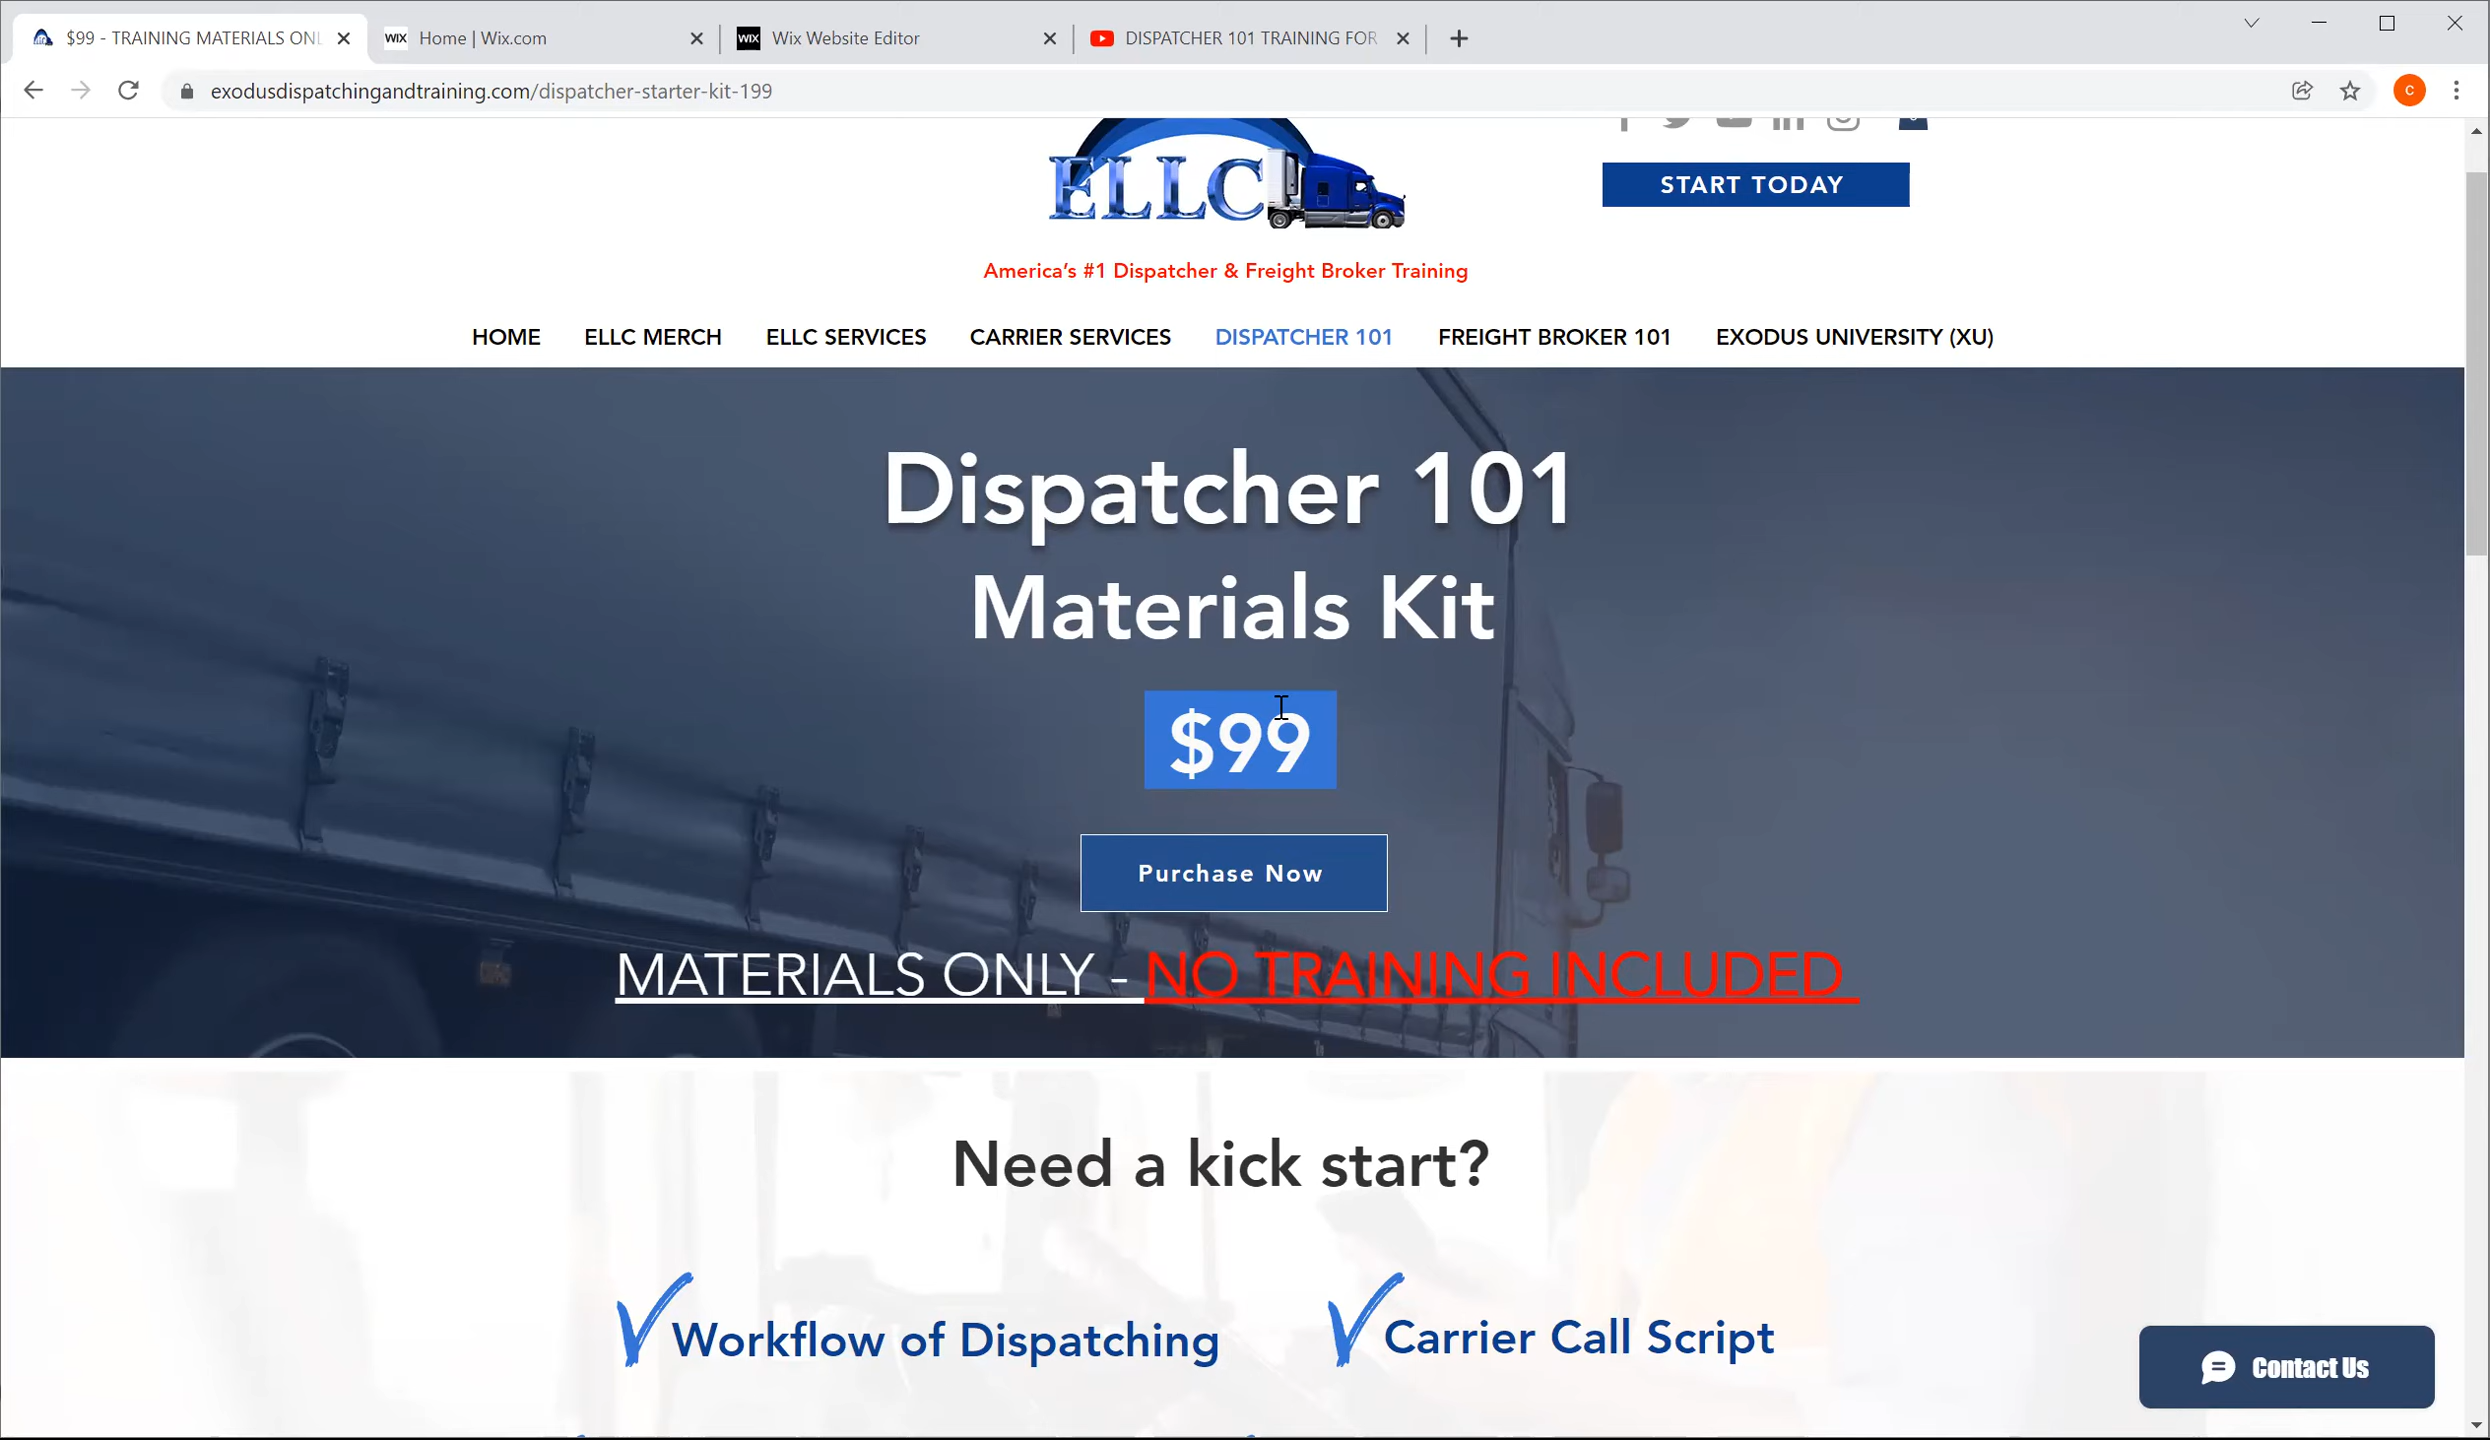 $99 - TRAINING MATERIALS ONL
WIX Home | Wix.com
WIX Wix Website Editor
DISPATCHER 101 TRAINING FOR
exodusdispatchingandtraining.com/dispatcher-starter-kit-199
C
ELLC
START TODAY
America's #1 Dispatcher & Freight Broker Training
HOME ELLC MERCH ELLC SERVICES CARRIER SERVICES DISPATCHER 101 FREIGHT BROKER 101 EXODUS UNIVERSITY (XU)
Dispatcher 101
Materials Kit
$99
Purchase Now
MATERIALS ONLY - NO TRAINING INCLUDED
Need a kick start?
Workflow of Dispatching
Carrier Call Script
Contact Us